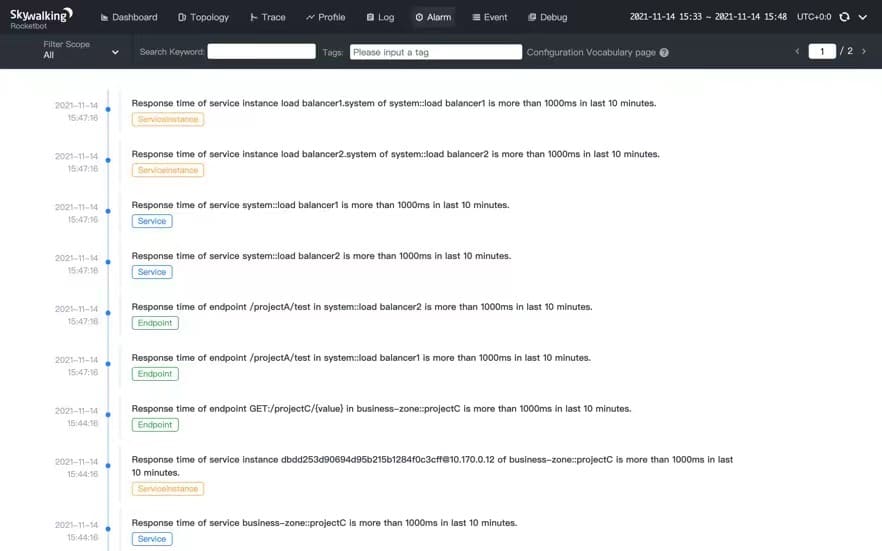 Skywalking Dashboard Topology Trace Profile Log Alarm Event Debug 2021-11-14 15:33 ~ 2021-11-14 15:48 UTC+0:0
Rocketbot
Filter Scope
All
Search Keyword: Tags: Please input a tag Configuration Vocabulary page ? < 1 / 2 >
2021-11-14
15:47:16
Response time of service instance load balancer1.system of system::load balancer1 is more than 1000ms in last 10 minutes.
ServiceInstance
2021-11-14
15:47:16
Response time of service instance load balancer2.system of system::load balancer2 is more than 1000ms in last 10 minutes.
ServiceInstance
2021-11-14
15:47:16
Response time of service system::load balancer1 is more than 1000ms in last 10 minutes.
Service
2021-11-14
15:47:16
Response time of service system::load balancer2 is more than 1000ms in last 10 minutes.
Service
2021-11-14
15:47:16
Response time of endpoint /projectA/test in system::load balancer2 is more than 1000ms in last 10 minutes.
Endpoint
2021-11-14
15:47:16
Response time of endpoint /projectA/test in system::load balancer1 is more than 1000ms in last 10 minutes.
Endpoint
2021-11-14
15:44:16
Response time of endpoint GET:/projectC/{value} in business-zone::projectC is more than 1000ms in last 10 minutes.
Endpoint
2021-11-14
15:44:16
Response time of service instance dbdd253d90694d95b215b1284f0c3cff@10.170.0.12 of business-zone::projectC is more than 1000ms in last
10 minutes.
ServiceInstance
2021-11-14
15:44:16
Response time of service business-zone::projectC is more than 1000ms in last 10 minutes.
Service